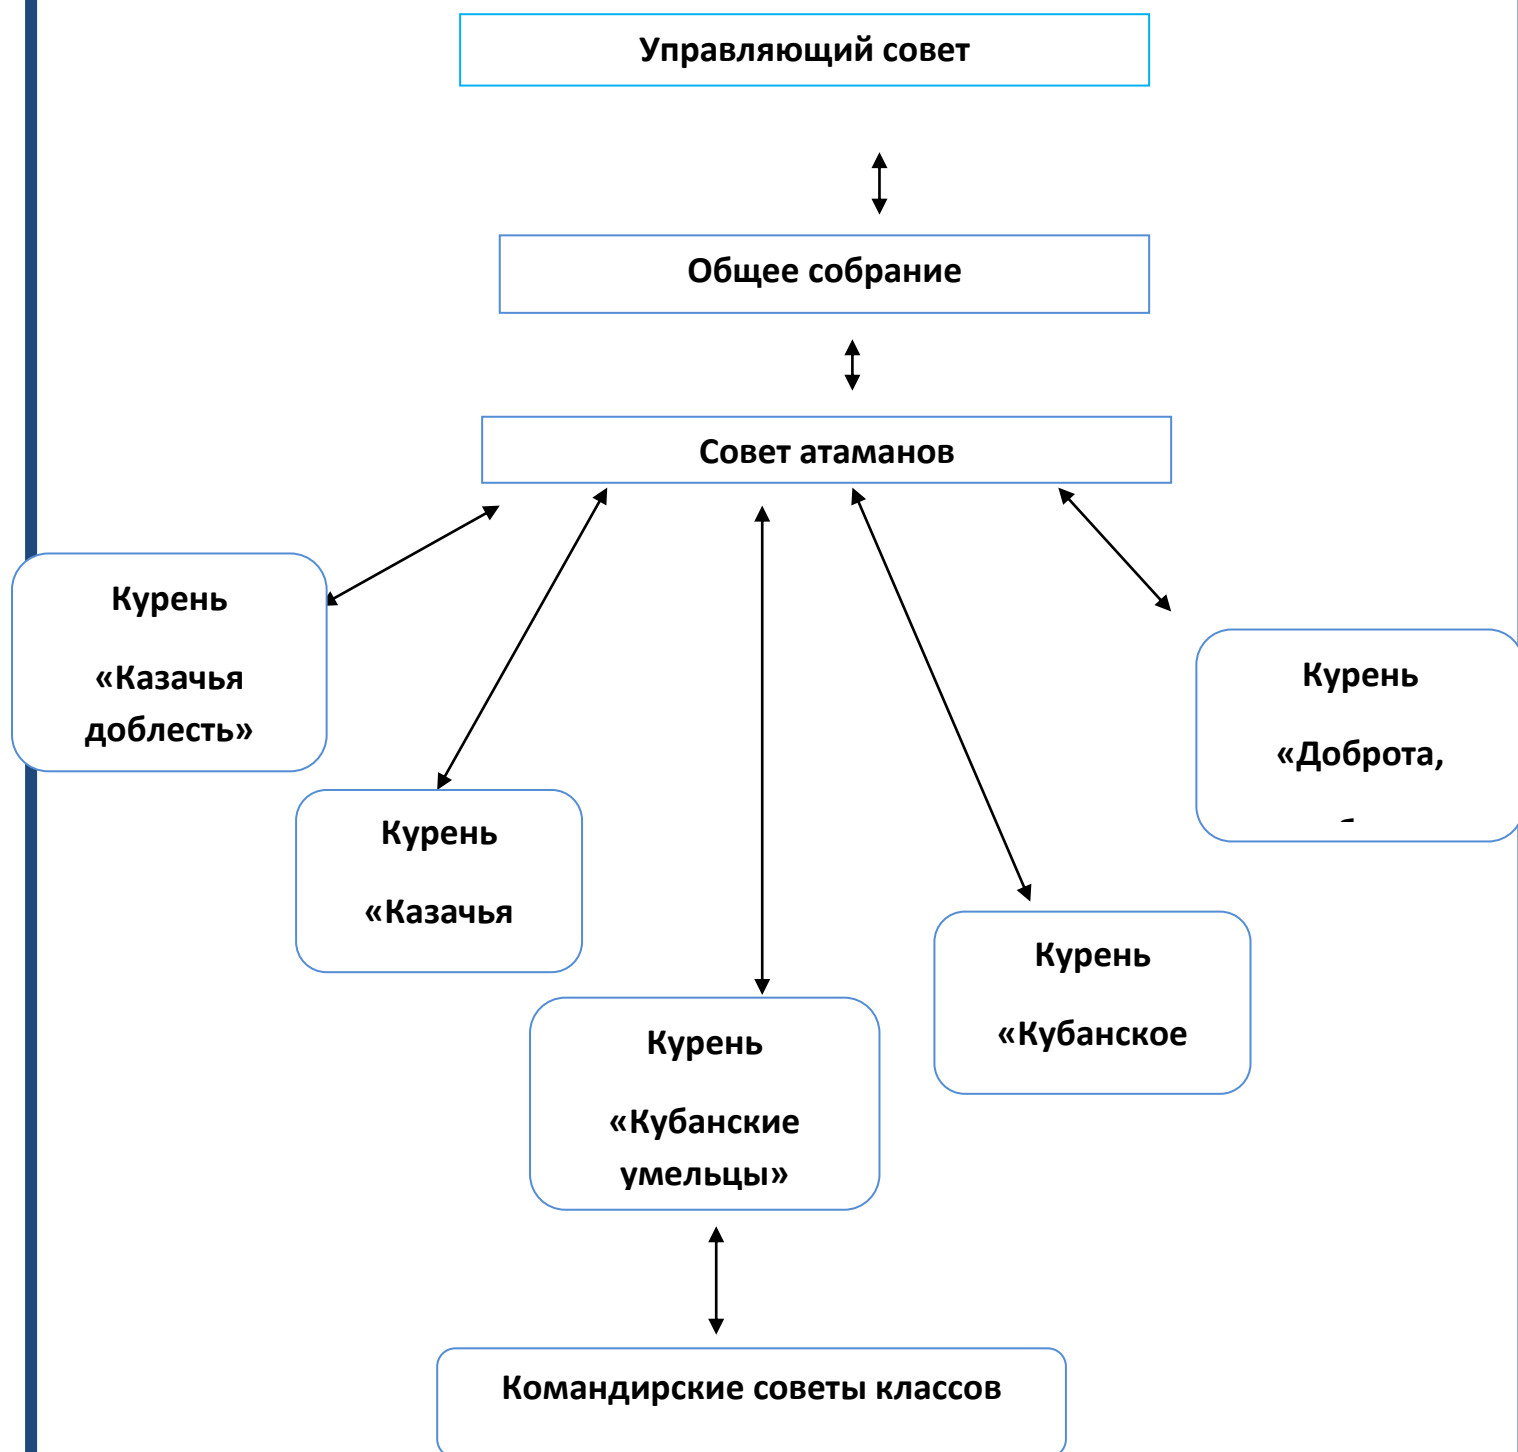 Управляющий совет
Общее собрание
Совет атаманов
Курень
«Казачья
доблесть»
Курень
«Доброта,
Курень
«Казачья
Курень
«Кубанское
Курень
«Кубанские
умельцы»
Командирские советы классов